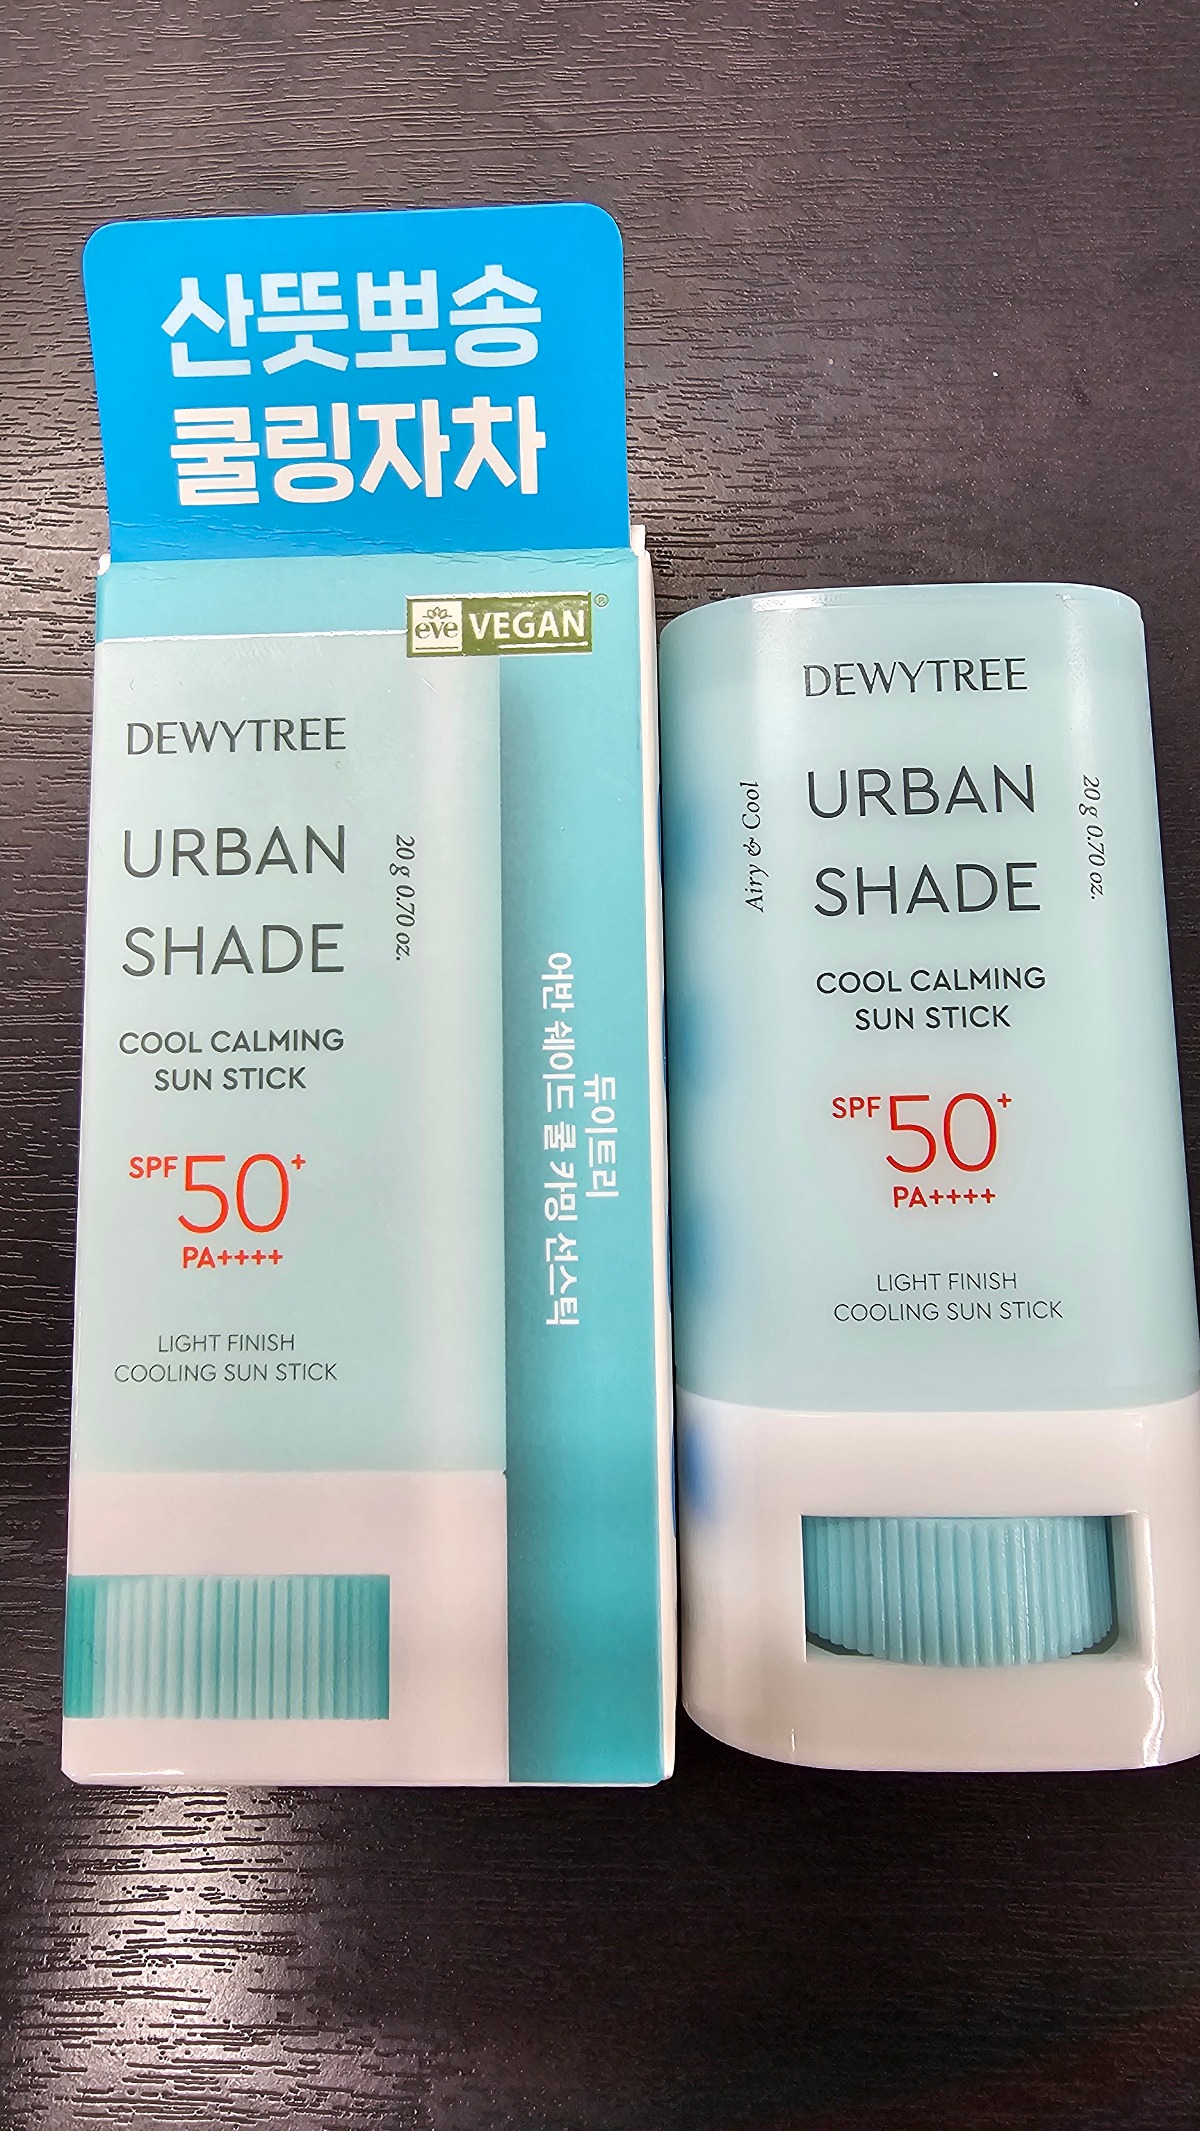 산뜻뽀송
쿨링자차
eve VEGAN®
DEWYTREE
URBAN
SHADE
20 g 0.70 oz.
COOL CALMING
SUN STICK
SPF 50+
PA++++
LIGHT FINISH
COOLING SUN STICK
듀이트리
어반 쉐이드 쿨 카밍 선스틱
DEWYTREE
Airy & Cool
URBAN
SHADE
20 g 0.70 oz.
COOL CALMING
SUN STICK
SPF 50+
PA++++
LIGHT FINISH
COOLING SUN STICK